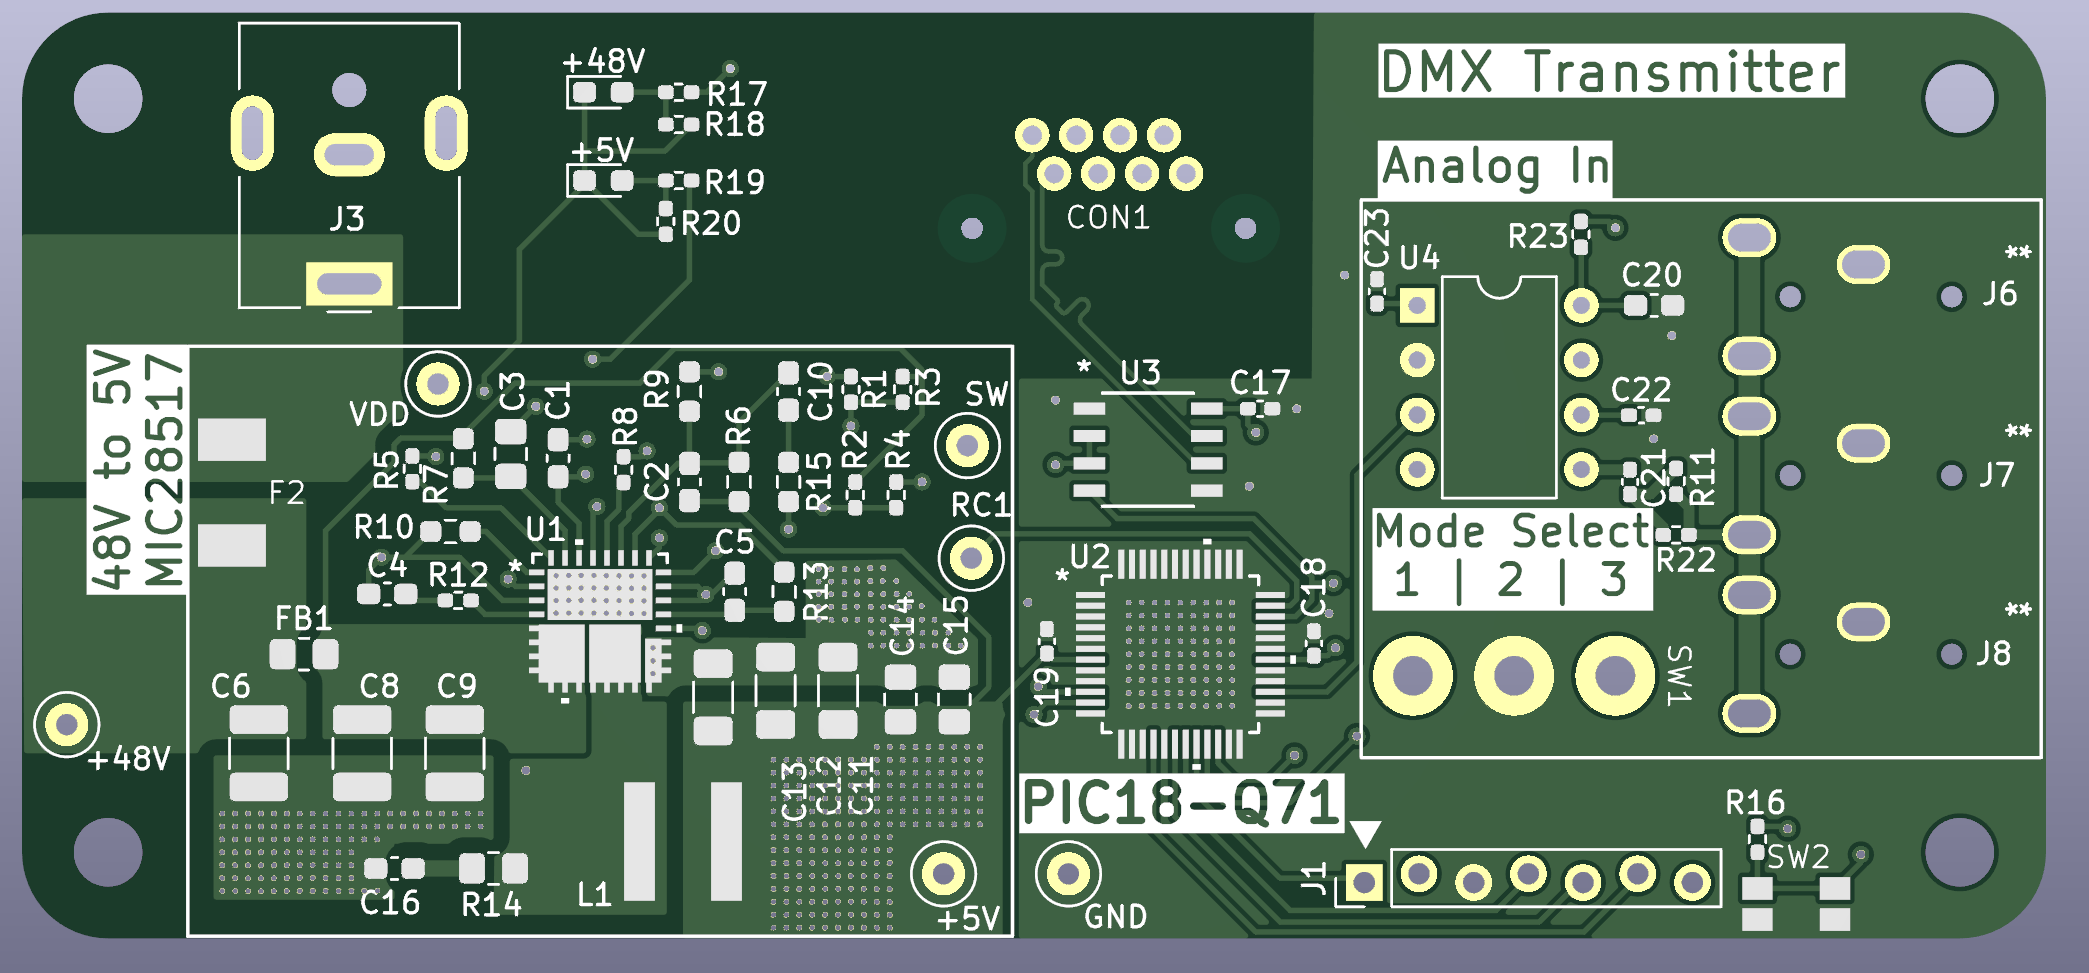 +48V
R17
R18
+5V
R19
R20
J3
CON1
DMX Transmitter
Analog In
C23
U4
R23
C20
**
J6
C22
**
J7
C21
R11
R22
Mode Select
1 | 2 | 3
**
J8
SW1
48V to 5V
MIC28517
VDD
C3
C1
R9
C10
R1
R3
SW
R8
R6
R2
R4
R5
R7
C2
R15
RC1
F2
R10
U1
C5
C4
R12
*
R13
C14
C15
FB1
C6
C8
C9
+48V
C13
C12
C11
C16
R14
L1
+5V
*
U3
C17
U2
*
C18
C19
PIC18-Q71
GND
J1
R16
SW2